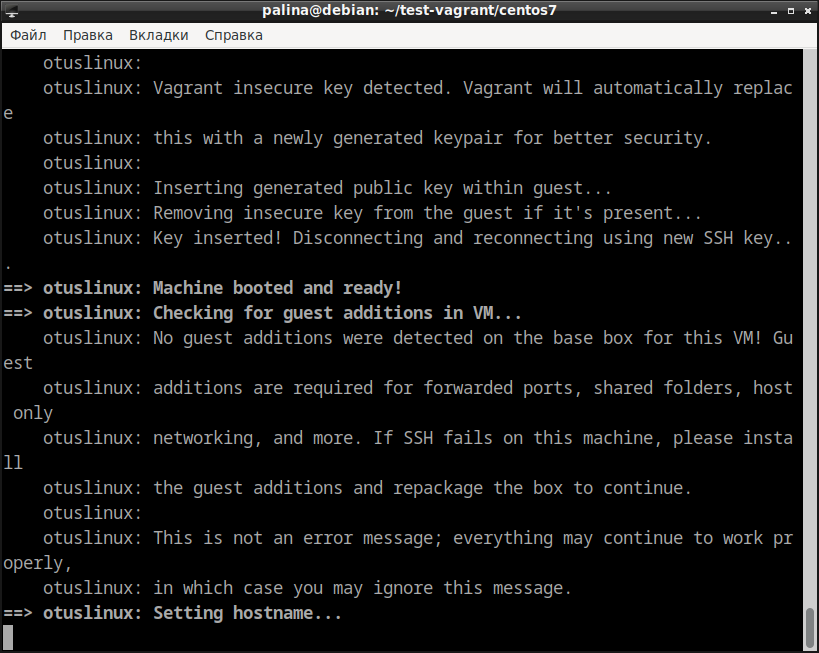 palina@debian: ~/test-vagrant/centos7
Файл Правка Вкладки Справка
otuslinux:
otuslinux: Vagrant insecure key detected. Vagrant will automatically replac
e
otuslinux: this with a newly generated keypair for better security.
otuslinux:
otuslinux: Inserting generated public key within guest...
otuslinux: Removing insecure key from the guest if it's present...
otuslinux: Key inserted! Disconnecting and reconnecting using new SSH key..
.
==> otuslinux: Machine booted and ready!
==> otuslinux: Checking for guest additions in VM...
otuslinux: No guest additions were detected on the base box for this VM! Gu
est
otuslinux: additions are required for forwarded ports, shared folders, host
only
otuslinux: networking, and more. If SSH fails on this machine, please insta
ll
otuslinux: the guest additions and repackage the box to continue.
otuslinux:
otuslinux: This is not an error message; everything may continue to work pr
operly,
otuslinux: in which case you may ignore this message.
==> otuslinux: Setting hostname...